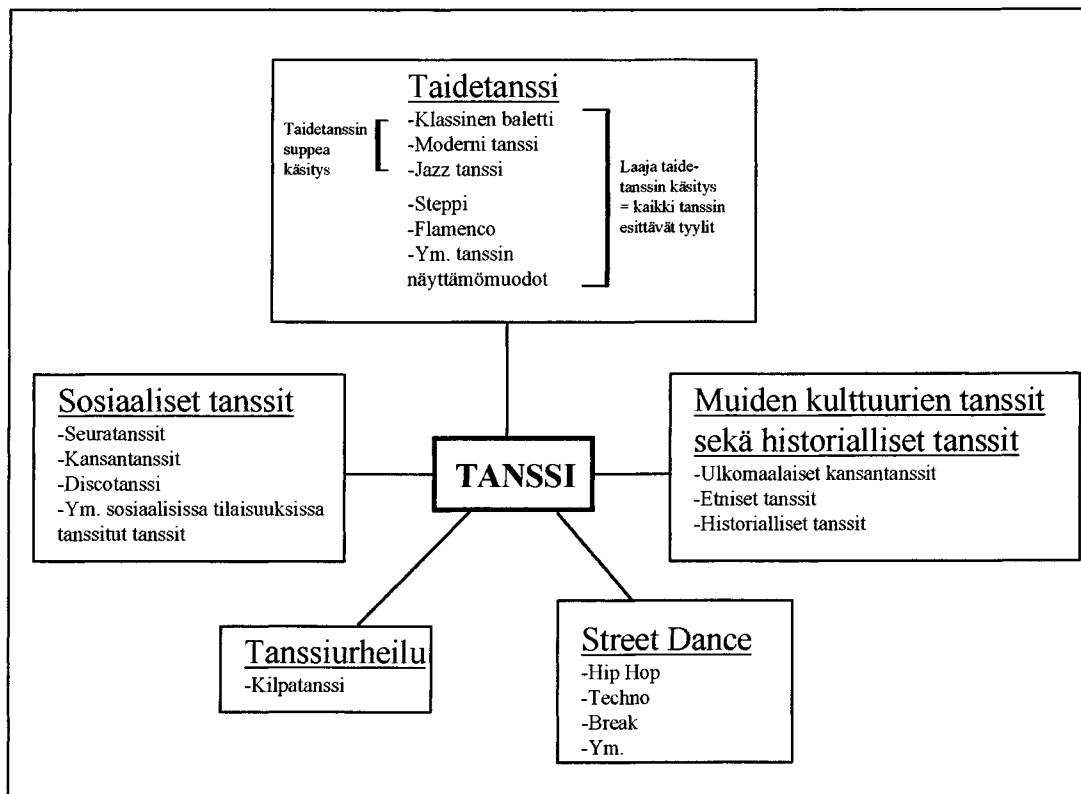 Taidetanssi
-Klassinen baletti
-Moderni tanssi
-Jazz tanssi
-Steppi
-Flamenco
-Ym. tanssin
näyttämömuodot
Taidetanssin
suppea
käsitys
Laaja taide-
tanssin käsitys
= kaikki tanssin
esittävät tyylit
Sosiaaliset tanssit
-Seuratanssit
-Kansantanssit
-Discotanssi
-Ym. sosiaalisissa tilaisuuksissa
tanssitut tanssit
TANSSI
Muiden kulttuurien tanssit
sekä historialliset tanssit
-Ulkomaalaiset kansantanssit
-Etniset tanssit
-Historialliset tanssit
Tanssiurheilu
-Kilpatanssi
Street Dance
-Hip Hop
-Techno
-Break
-Ym.